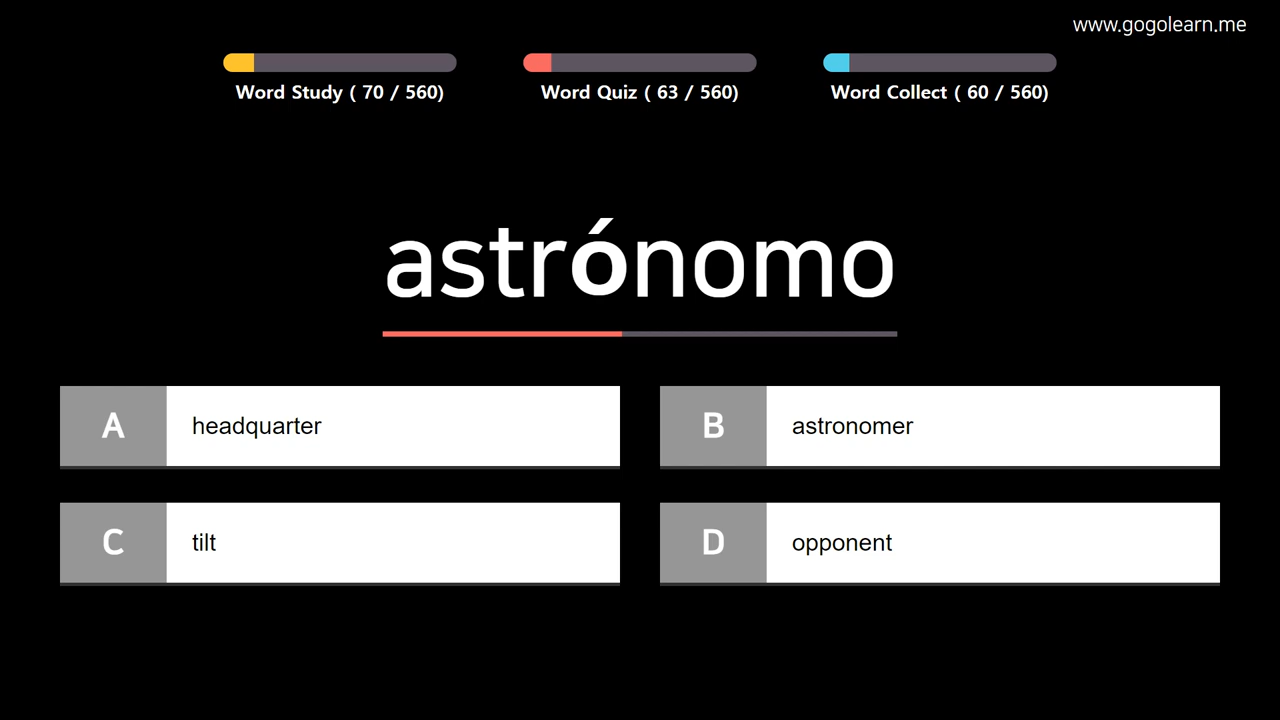 www.gogolearn.me
Word Study ( 70 / 560)
Word Quiz ( 63 / 560)
Word Collect ( 60 / 560)
astrónomo
A headquarter
B astronomer
C tilt
D opponent